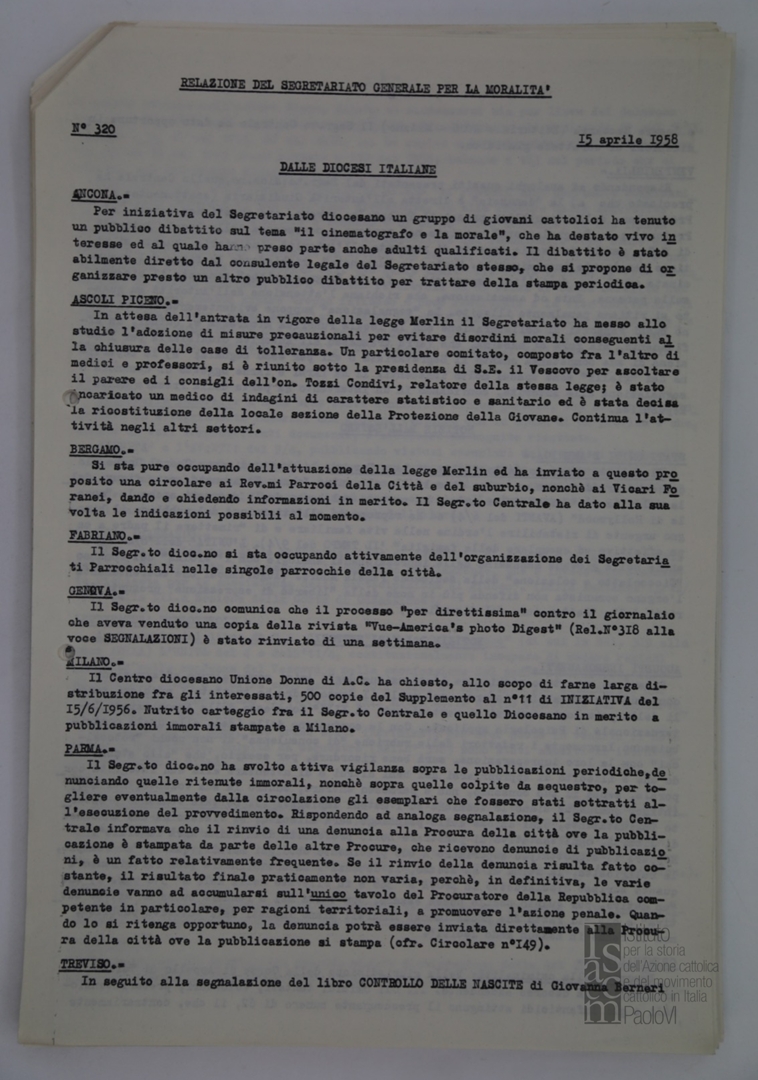 RELAZIONE DEL SEGRETARIATO GENERALE PER LA MORALITA'
N° 320
15 aprile 1958
DALLE DIOCESI ITALIANE
ANCONA.=
Per iniziativa del Segretariato diocesano un gruppo di giovani cattolici ha tenuto
un pubblico dibattito sul tema "il cinematografo e la morale", che ha destato vivo in
teresse ed al quale hanno preso parte anche adulti qualificati. Il dibattito è stato
abilmente diretto dal consulente legale del Segretariato stesso, che si propone di or
ganizzare presto un altro pubblico dibattito per trattare della stampa periodica.
ASCOLI PICENO.=
In attesa dell'antrata in vigore della legge Merlin il Segretariato ha messo allo
studio l'adozione di misure precauzionali per evitare disordini morali conseguenti al
la chiusura delle case di tolleranza. Un particolare comitato, composto fra l'altro di
medici e professori, si è riunito sotto la presidenza di S.E. il Vescovo per ascoltare
il parere ed i consigli dell'on. Tozzi Condivi, relatore della stessa legge; è stato
incaricato un medico di indagini di carattere statistico e sanitario ed è stata decisa
la ricostituzione della locale sezione della Protezione della Giovane. Continua l'at-
tività negli altri settori.
BERGAMO.=
Si sta pure occupando dell'attuazione della legge Merlin ed ha inviato a questo pro
posito una circolare ai Rev.mi Parroci della Città e del suburbio, nonchè ai Vicari Fo
ranei, dando e chiedendo informazioni in merito. Il Segr.to Centrale ha dato alla sua
volta le indicazioni possibili al momento.
FABRIANO.=
Il Segr.to dioc.no si sta occupando attivamente dell'organizzazione dei Segretaria
ti Parrocchiali nelle singole parrocchie della città.
GENOVA.=
Il Segr.to dioc.no comunica che il processo "per direttissima" contro il giornalaio
che aveva venduto una copia della rivista "Vue-America's photo Digest" (Rel.N°318 alla
voce SEGNALAZIONI) è stato rinviato di una settimana.
MILANO.=
Il Centro diocesano Unione Donne di A.C. ha chiesto, allo scopo di farne larga di-
stribuzione fra gli interessati, 500 copie del Supplemento al n°11 di INIZIATIVA del
15/6/1956. Nutrito carteggio fra il Segr.to Centrale e quello Diocesano in merito a
pubblicazioni immorali stampate a Milano.
PARMA.=
Il Segr.to dioc.no ha svolto attiva vigilanza sopra le pubblicazioni periodiche,de
nunciando quelle ritenute immorali, nonchè sopra quelle colpite da sequestro, per to-
gliere eventualmente dalla circolazione gli esemplari che fossero stati sottratti al-
l'esecuzione del provvedimento. Rispondendo ad analoga segnalazione, il Segr.to Cen-
trale informava che il rinvio di una denuncia alla Procura della città ove la pubbli-
cazione è stampata da parte delle altre Procure, che ricevono denuncie di pubblicazio
ni, è un fatto relativamente frequente. Se il rinvio della denuncia risulta fatto co-
stante, il risultato finale praticamente non varia, perchè, in definitiva, le varie
denuncie vanno ad accumularsi sull'unico tavolo del Procuratore della Repubblica com-
petente in particolare, per ragioni territoriali, a promuovere l'azione penale. Quan-
do lo si ritenga opportuno, la denuncia potrà essere inviata direttamente alla Procu-
ra della città ove la pubblicazione si stampa (cfr. Circolare n°149).
TREVISO.=
In seguito alla segnalazione del libro CONTROLLO DELLE NASCITE di Giovanna Berneri
isacem
Istituto
per la storia
dell'Azione cattolica
e del movimento
cattolico in Italia
PaoloVI